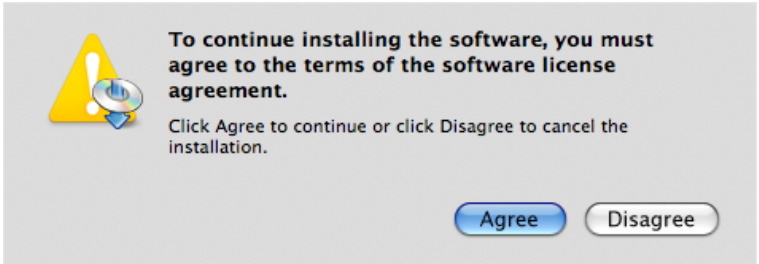 To continue installing the software, you must
agree to the terms of the software license
agreement.
Click Agree to continue or click Disagree to cancel the
installation.
Agree
Disagree